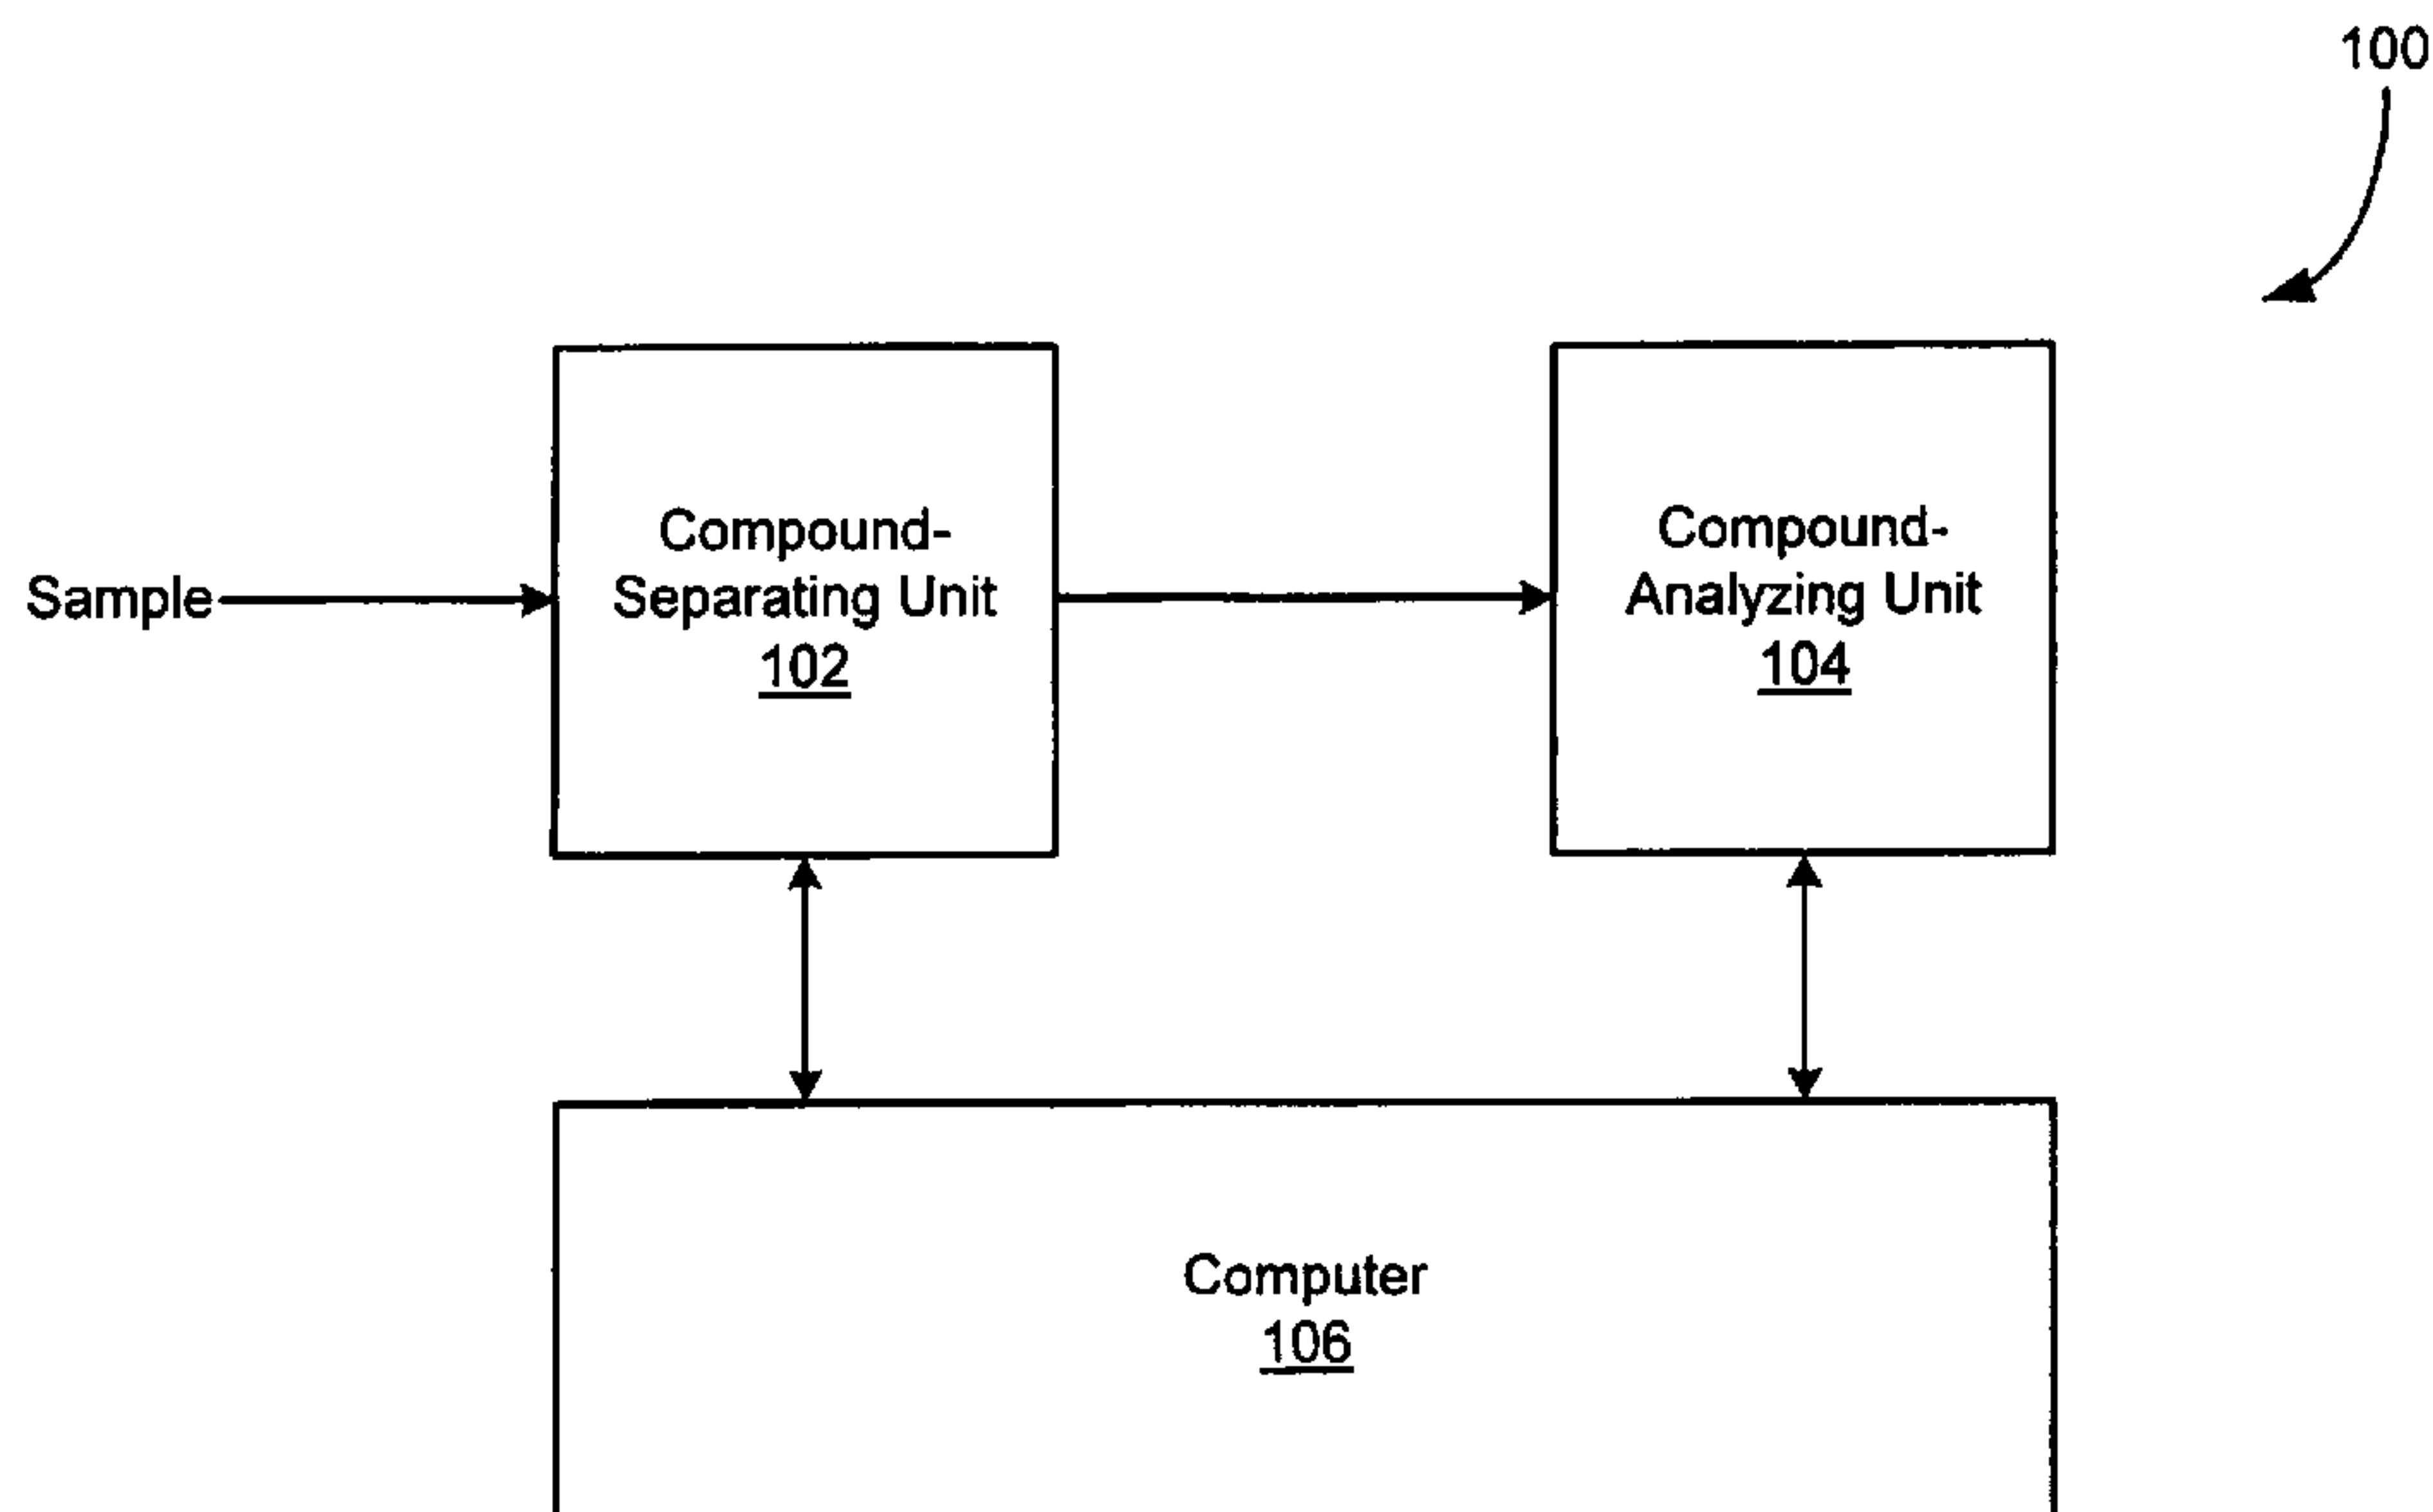 100
Sample
Compound-
Separating Unit
102
Compound-
Analyzing Unit
104
Computer
106